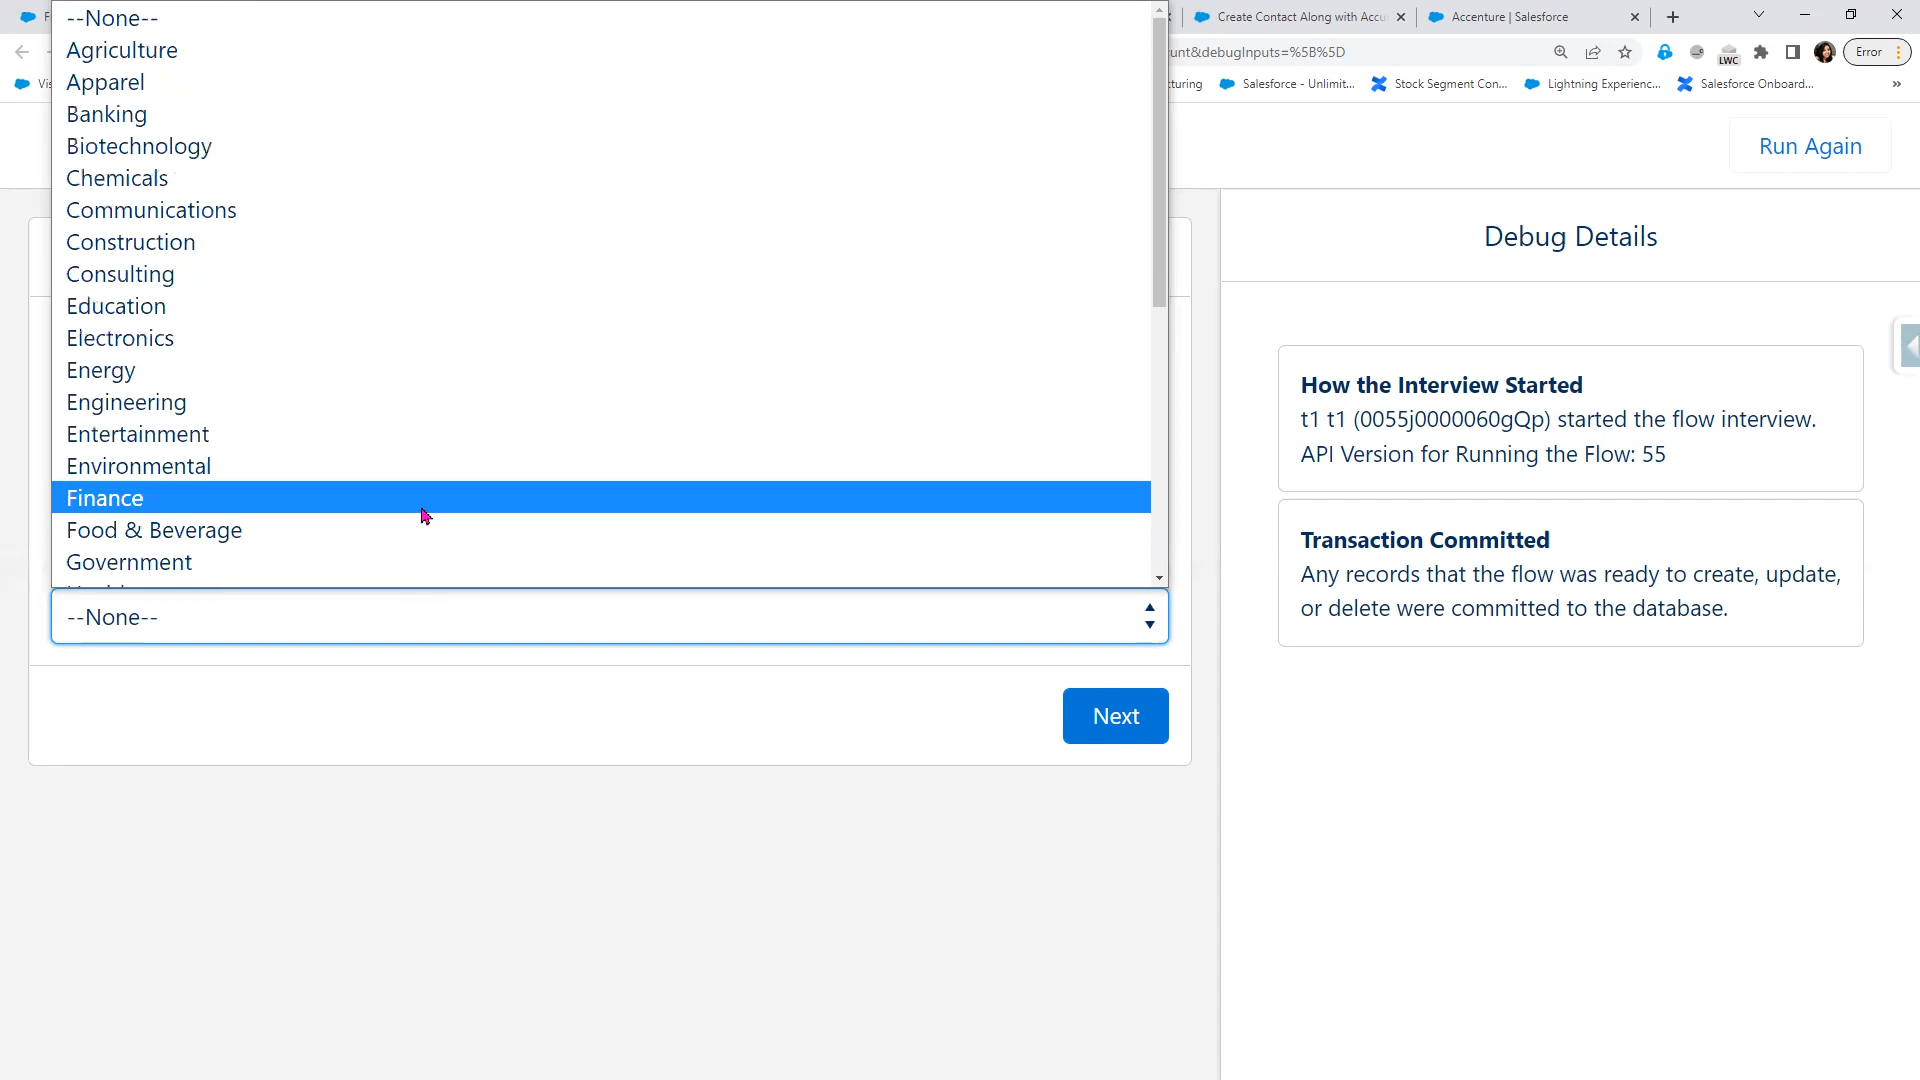 --None--
Agriculture
Apparel
Banking
Biotechnology
Chemicals
Communications
Construction
Consulting
Education
Electronics
Energy
Engineering
Entertainment
Environmental
Finance
Food & Beverage
Government
--None--
Next
Create Contact Along with Accu
Accenture | Salesforce
unt&debugInputs=%5B%5D
LWC
Error
Vis
cturing
Salesforce - Unlimit...
Stock Segment Con...
Lightning Experienc...
Salesforce Onboard...
»
Run Again
Debug Details
How the Interview Started
t1 t1 (0055j0000060gQp) started the flow interview.
API Version for Running the Flow: 55
Transaction Committed
Any records that the flow was ready to create, update,
or delete were committed to the database.